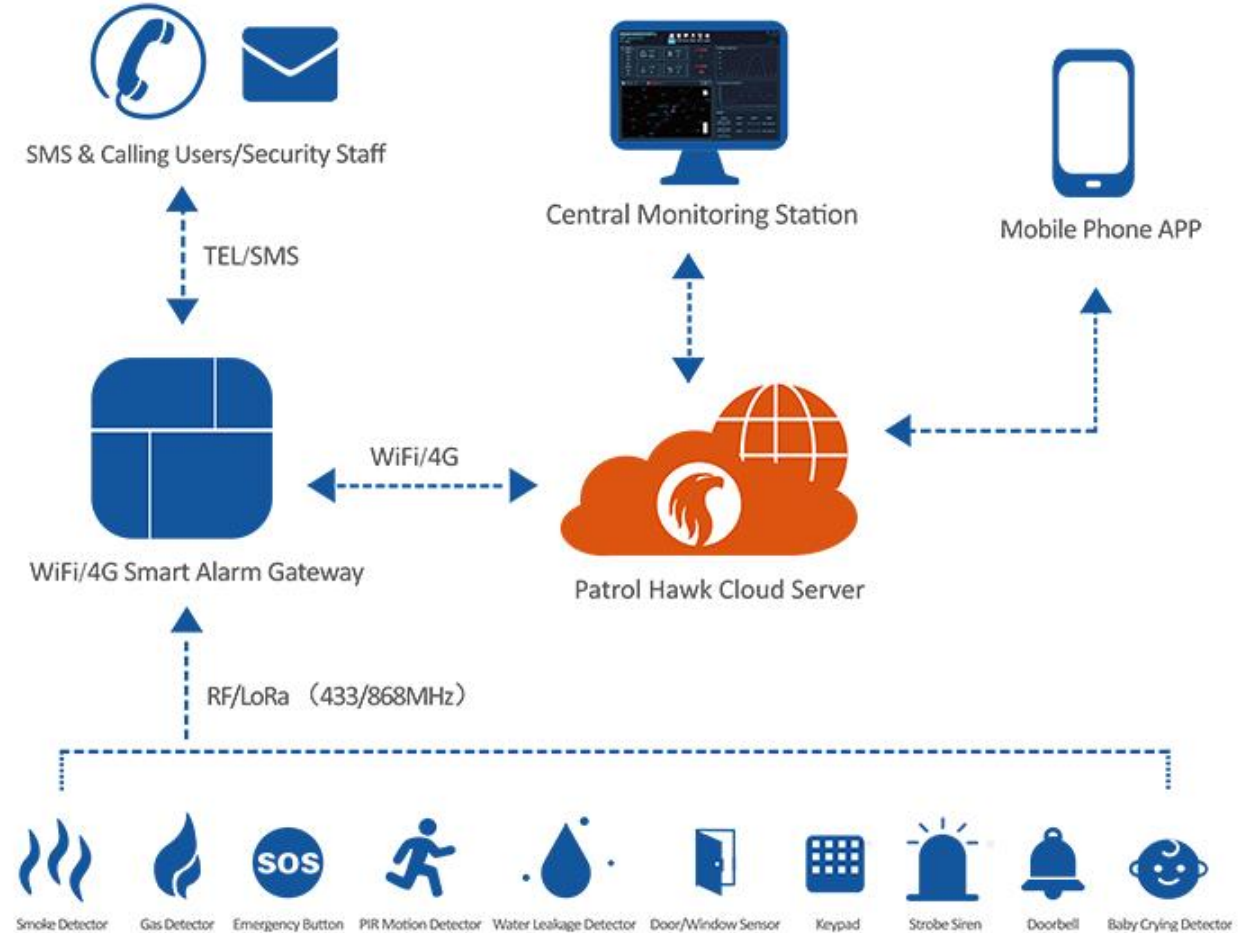 SMS & Calling Users/Security Staff
Central Monitoring Station
Mobile Phone APP
TEL/SMS
WiFi/4G
WiFi/4G Smart Alarm Gateway
Patrol Hawk Cloud Server
RF/LoRa （433/868MHz）
SOS
Smoke Detector
Gas Detector
Emergency Button
PIR Motion Detector
Water Leakage Detector
Door/Window Sensor
Keypad
Strobe Siren
Doorbell
Baby Crying Detector